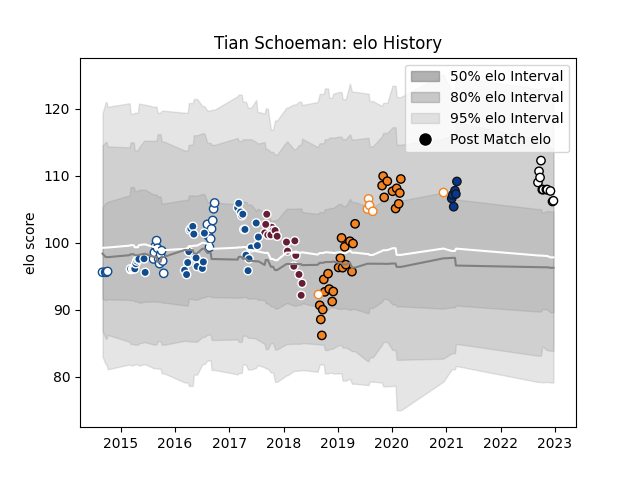 Tian Schoeman: elo History
50% elo Interval
80% elo Interval
95% elo Interval
Post Match elo
elo score
120
110
100
90
80
2015 2016 2017 2018 2019 2020 2021 2022 2023